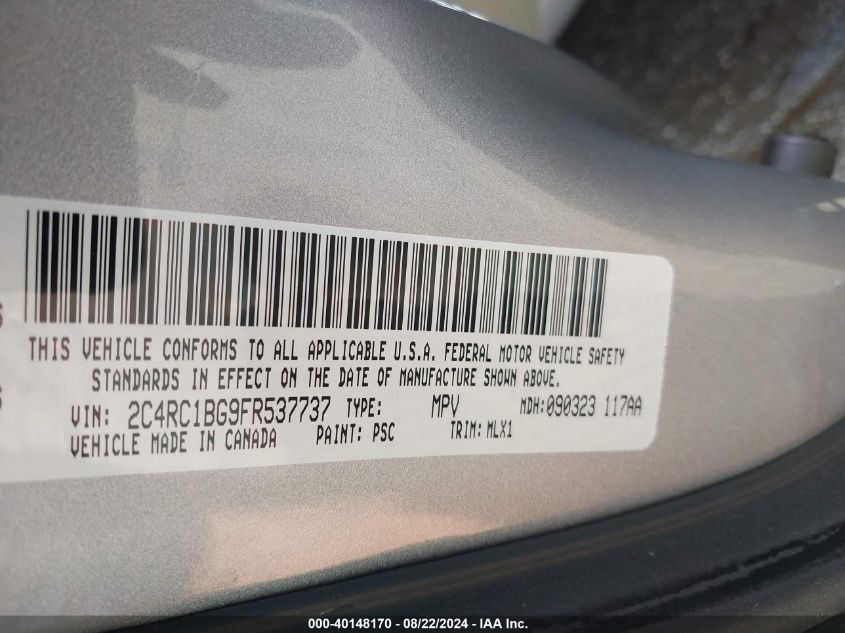 THIS VEHICLE CONFORMS TO ALL APPLICABLE U.S.A. FEDERAL MOTOR VEHICLE SAFETY
STANDARDS IN EFFECT ON THE DATE OF MANUFACTURE SHOWN ABOVE.
VIN: 2C4RC1BG9FR537737 TYPE: MPV MDH:090323 117AA
VEHICLE MADE IN CANADA PAINT: PSC TRIM: MLX1
000-40148170 - 08/22/2024 - IAA Inc.